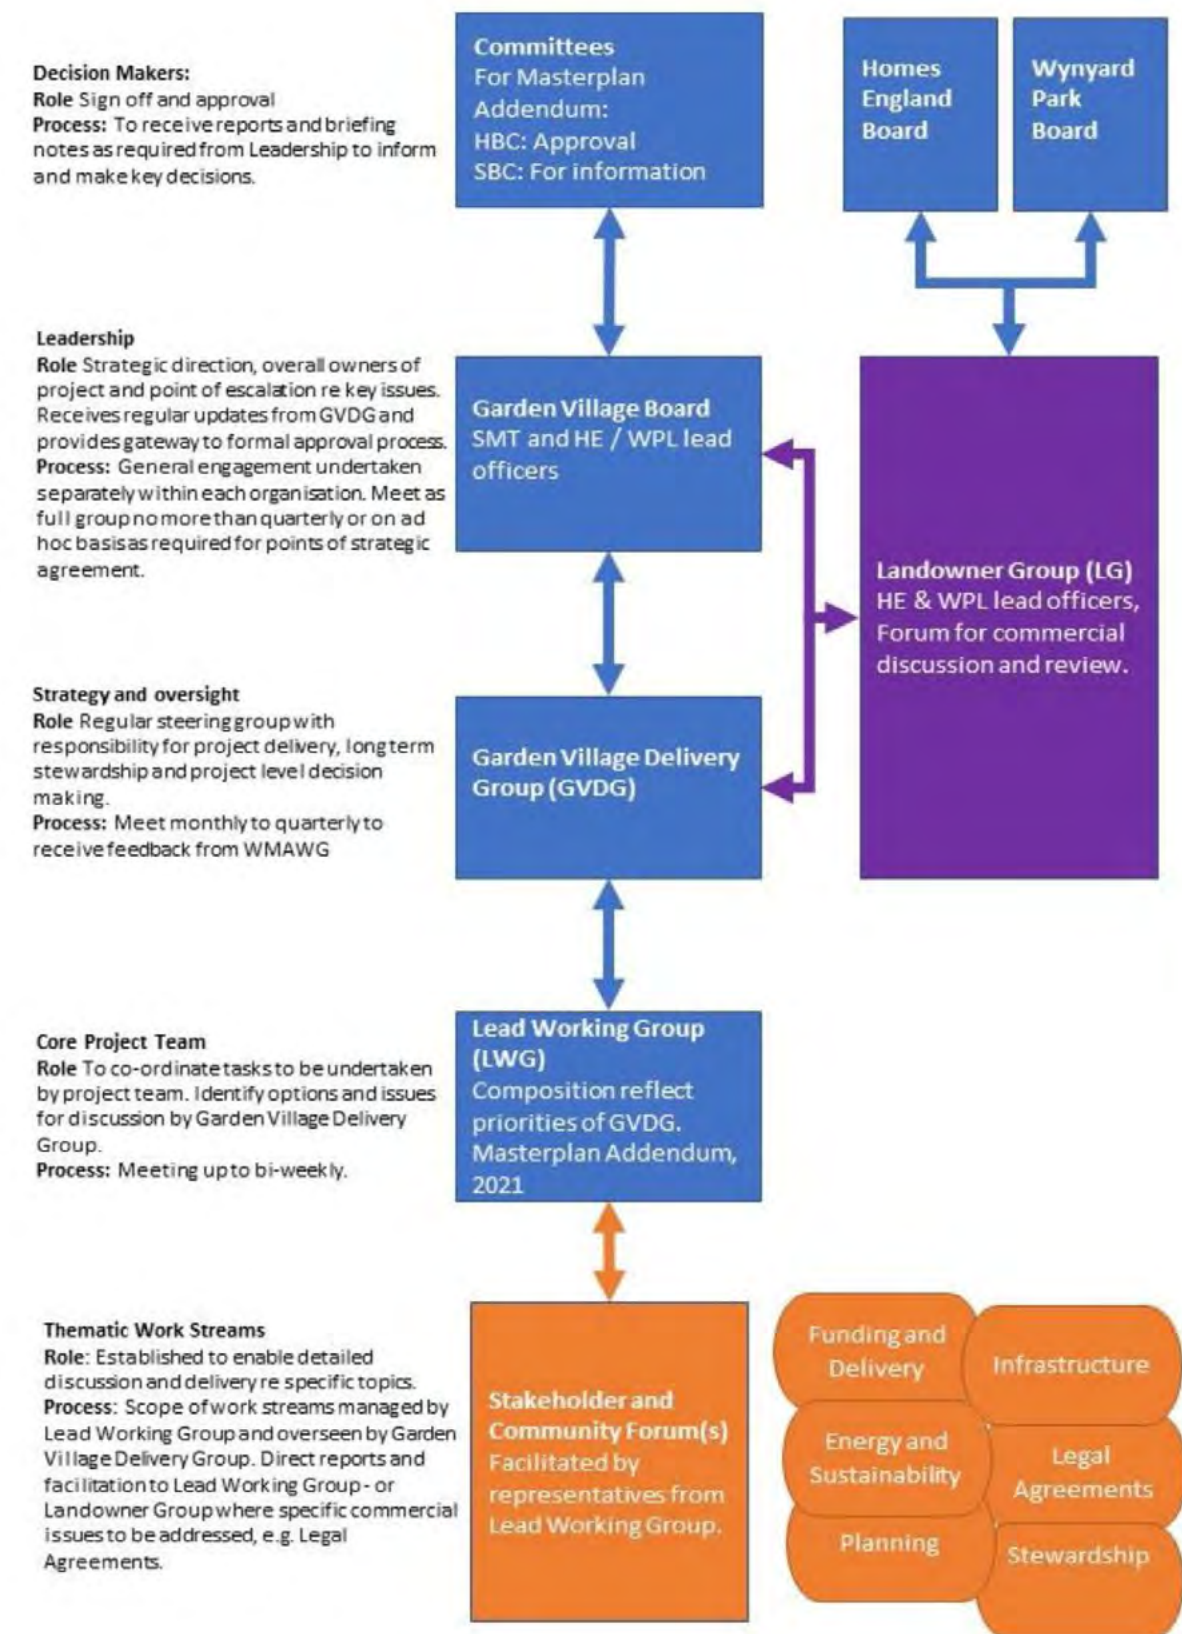 Decision Makers:
Role Sign off and approval
Process: To receive reports and briefing
notes as required from Leadership to inform
and make key decisions.
Committees
For Masterplan
Addendum:
HBC: Approval
SBC: For information
Homes
England
Board
Wynyard
Park
Board
Leadership
Role Strategic direction, overall owners of
project and point of escalation re key issues.
Receives regular updates from GVDG and
provides gateway to formal approval process.
Process: General engagement undertaken
separately within each organisation. Meet as
full group no more than quarterly or on ad
hoc basis as required for points of strategic
agreement.
Garden Village Board
SMT and HE / WPL lead
officers
Landowner Group (LG)
HE & WPL lead officers,
Forum for commercial
discussion and review.
Strategy and oversight
Role Regular steering group with
responsibility for project delivery, long term
stewardship and project level decision
making.
Process: Meet monthly to quarterly to
receive feedback from WMAWG
Garden Village Delivery
Group (GVDG)
Core Project Team
Role To co-ordinate tasks to be undertaken
by project team. Identify options and issues
for discussion by Garden Village Delivery
Group.
Process: Meeting up to bi-weekly.
Lead Working Group
(LWG)
Composition reflect
priorities of GVDG.
Masterplan Addendum,
2021
Thematic Work Streams
Role: Established to enable detailed
discussion and delivery re specific topics.
Process: Scope of work streams managed by
Lead Working Group and overseen by Garden
Village Delivery Group. Direct reports and
facilitation to Lead Working Group - or
Landowner Group where specific commercial
issues to be addressed, e.g. Legal
Agreements.
Stakeholder and
Community Forum(s)
Facilitated by
representatives from
Lead Working Group.
Funding and
Delivery
Infrastructure
Energy and
Sustainability
Legal
Agreements
Planning
Stewardship